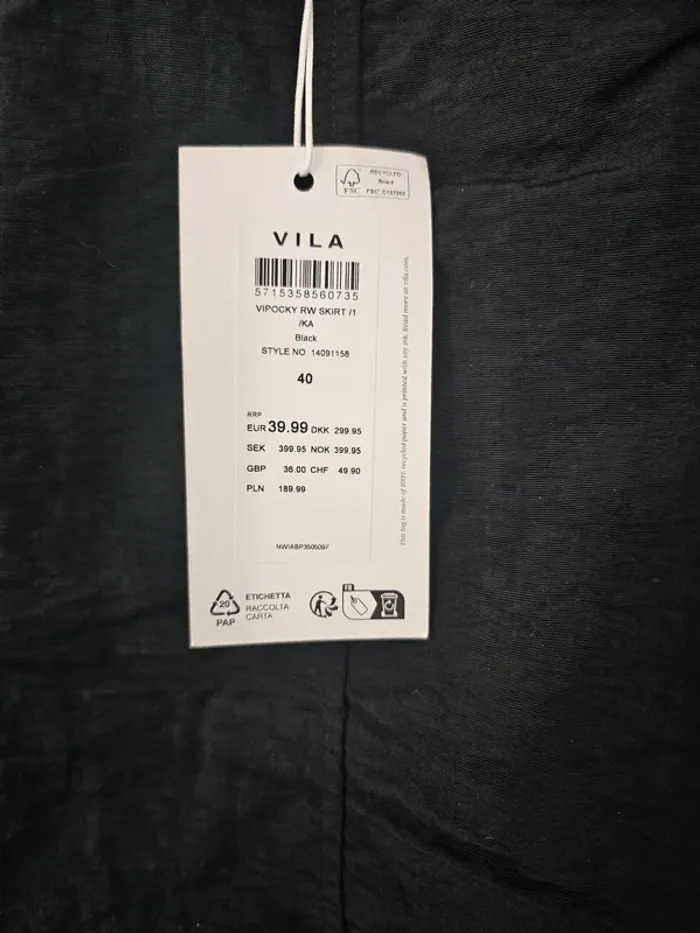 RECYCLED
Board
FSC
VILA
5715358560735
VIPOCKY RW SKIRT /1
/KA
Black
STYLE NO. 14091158
40
RRP
EUR 39.99 DKK 299.95
SEK 399.95 NOK 399.95
GBP 36.00 CHF 49.90
PLN 189.99
This tag is made of 100% recycled paper and is printed with soy ink. Read more at vila.com.
20
PAP
ETICHETTA
RACCOLTA
CARTA
FR